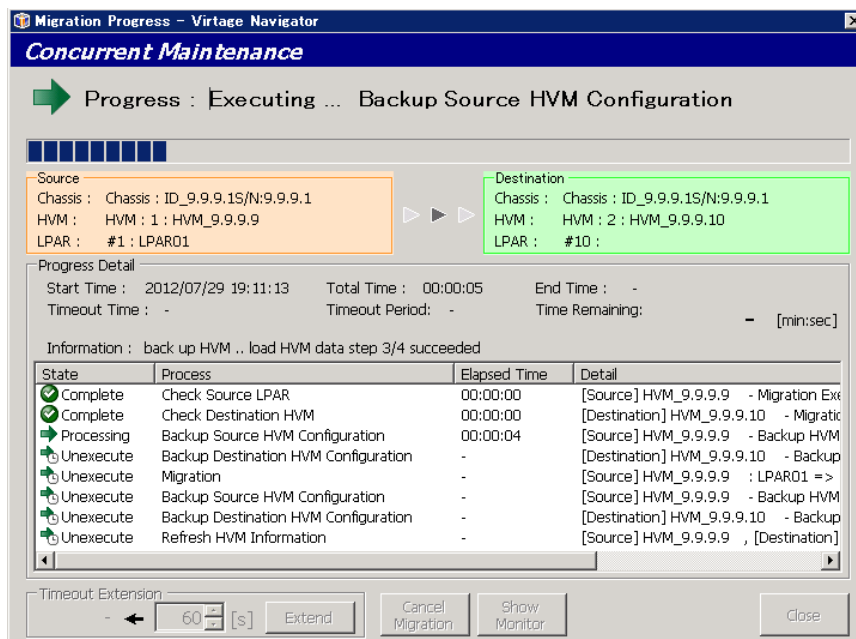 Migration Progress - Virtage Navigator
Concurrent Maintenance
Progress : Executing ... Backup Source HVM Configuration
Source
Chassis : Chassis : ID_9.9.9.1S/N:9.9.9.1
HVM : HVM : 1 : HVM_9.9.9.9
LPAR : #1 : LPAR01
Destination
Chassis : Chassis : ID_9.9.9.1S/N:9.9.9.1
HVM : HVM : 2 : HVM_9.9.9.10
LPAR : #10 :
Progress Detail
Start Time : 2012/07/29 19:11:13 Total Time : 00:00:05 End Time : -
Timeout Time : - Timeout Period: - Time Remaining: - [min:sec]
Information : back up HVM .. load HVM data step 3/4 succeeded
State Process Elapsed Time Detail
Complete Check Source LPAR 00:00:00 [Source] HVM_9.9.9.9 - Migration Exe
Complete Check Destination HVM 00:00:00 [Destination] HVM_9.9.9.10 - Migratic
Processing Backup Source HVM Configuration 00:00:04 [Source] HVM_9.9.9.9 - Backup HVM
Unexecute Backup Destination HVM Configuration - [Destination] HVM_9.9.9.10 - Backup
Unexecute Migration - [Source] HVM_9.9.9.9 : LPAR01 =>
Unexecute Backup Source HVM Configuration - [Source] HVM_9.9.9.9 - Backup HVM
Unexecute Backup Destination HVM Configuration - [Destination] HVM_9.9.9.10 - Backup
Unexecute Refresh HVM Information - [Source] HVM_9.9.9.9 , [Destination]
Timeout Extension
- 60 [s] Extend
Cancel Migration
Show Monitor
Close